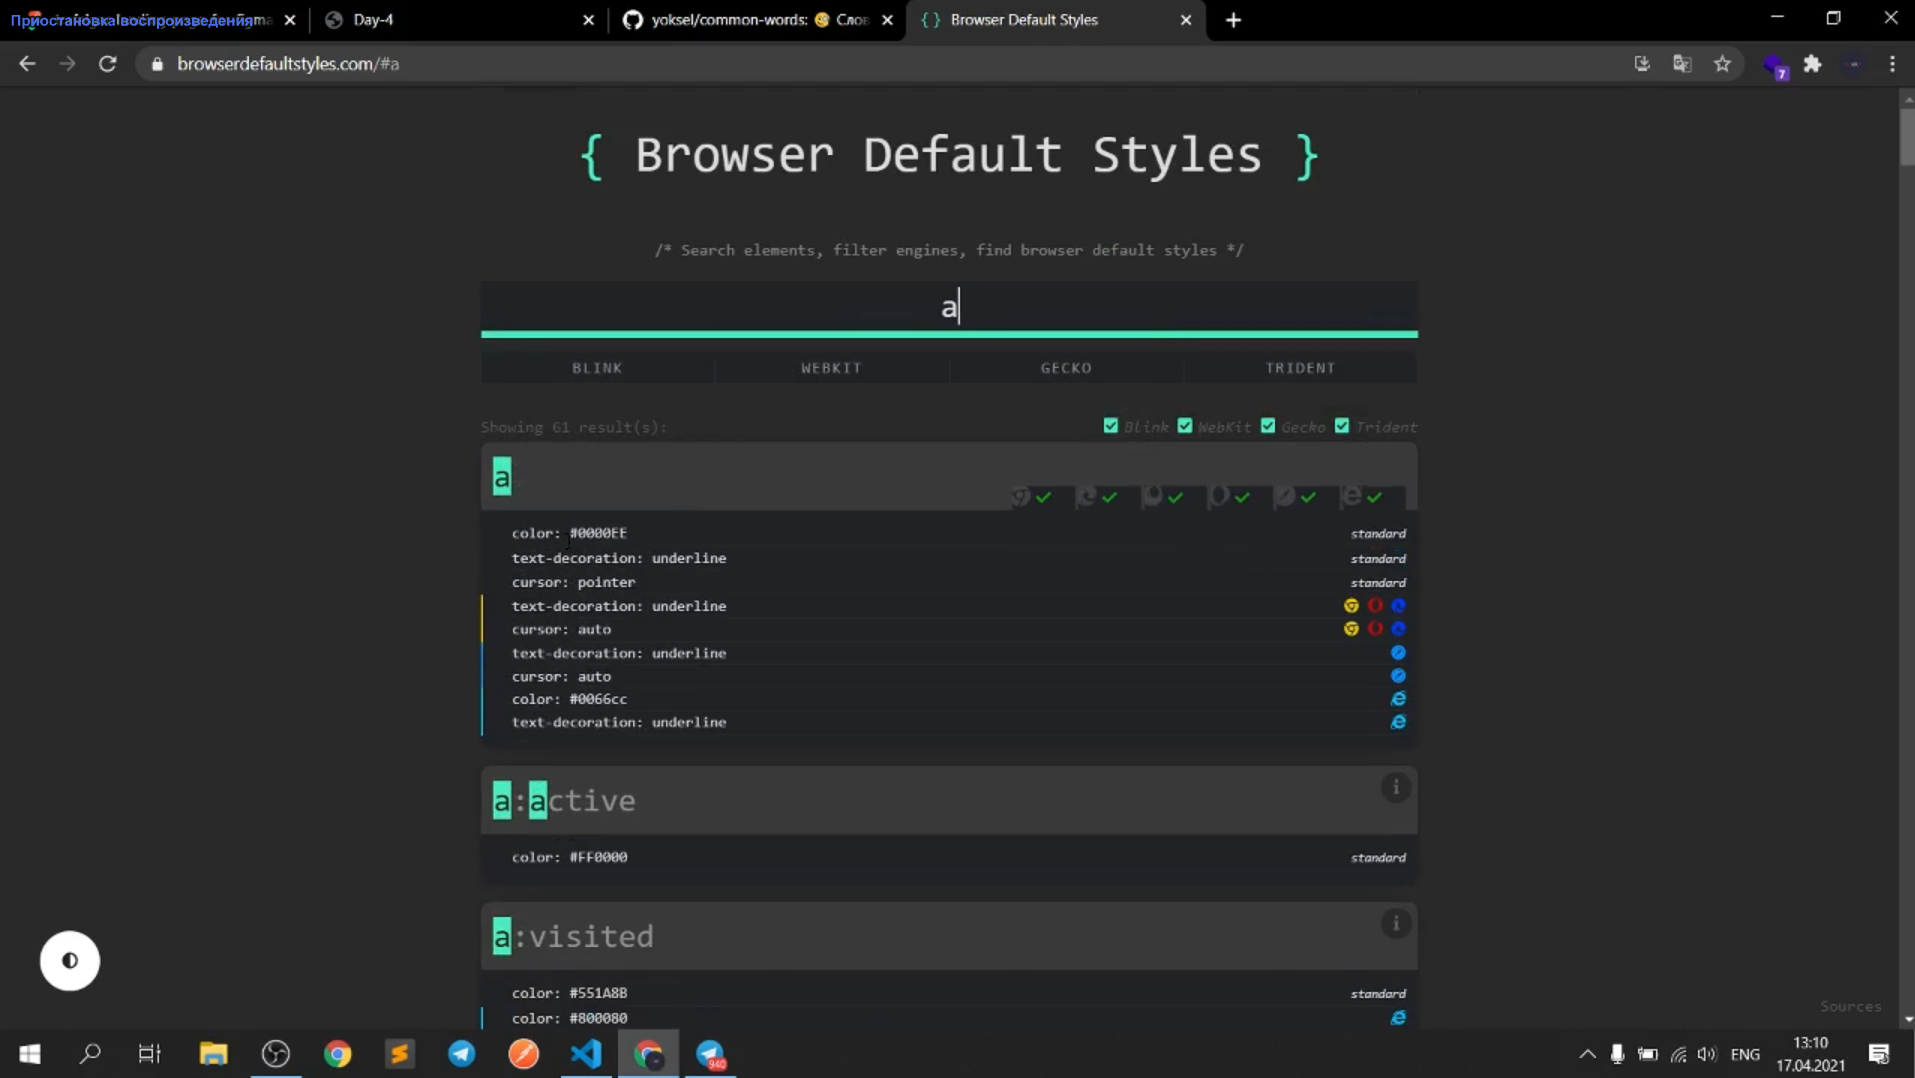 Приостановка воспроизведения
Day-4
yoksel/common-words: 😋 Слов
Browser Default Styles
browserdefaultstyles.com/#a
7
{ Browser Default Styles }
/* Search elements, filter engines, find browser default styles */
a
BLINK WEBKIT GECKO TRIDENT
Showing 61 result(s):
Blink WebKit Gecko Trident
a
color: #0000EE standard
text-decoration: underline standard
cursor: pointer standard
text-decoration: underline
cursor: auto
text-decoration: underline
cursor: auto
color: #0066cc
text-decoration: underline
a:active
color: #FF0000 standard
a:visited
color: #551A8B standard
color: #800080
Sources
940
ENG
13:10
17.04.2021